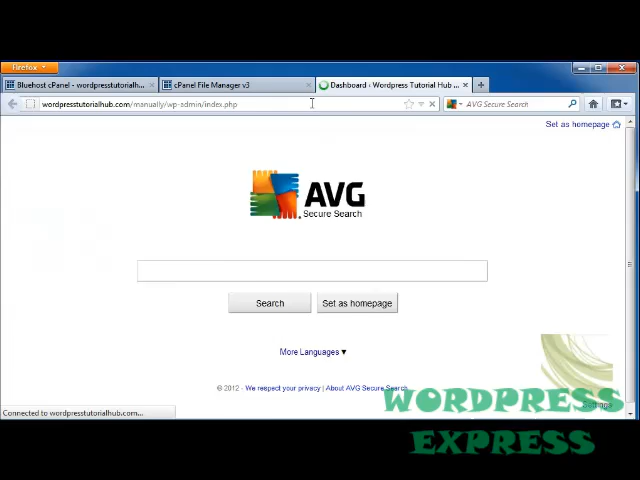 Firefox
Bluehost cPanel - wordpresstutorialh...
cPanel File Manager v3
Dashboard ‹ Wordpress Tutorial Hub ...
wordpresstutorialhub.com/manually/wp-admin/index.php
AVG Secure Search
Set as homepage
AVG
Secure Search
Search
Set as homepage
More Languages ▼
© 2012 - We respect your privacy | About AVG Secure Search
Settings
Connected to wordpresstutorialhub.com...
WORDPRESS
EXPRESS